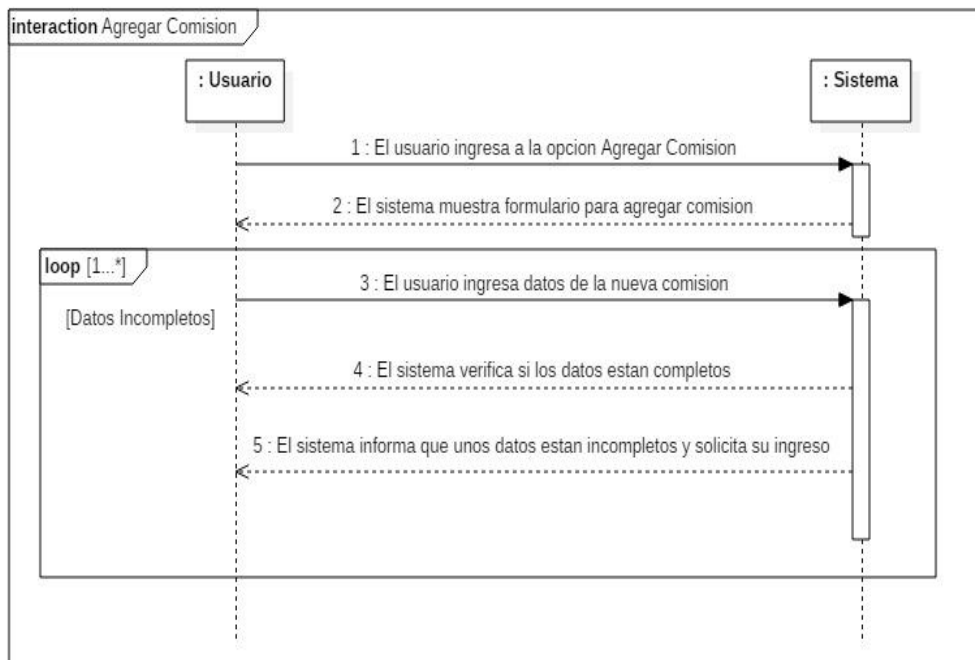 interaction Agregar Comision
: Usuario
: Sistema
1 : El usuario ingresa a la opcion Agregar Comision
2 : El sistema muestra formulario para agregar comision
loop [1...*]
3 : El usuario ingresa datos de la nueva comision
[Datos Incompletos]
4 : El sistema verifica si los datos estan completos
5 : El sistema informa que unos datos estan incompletos y solicita su ingreso